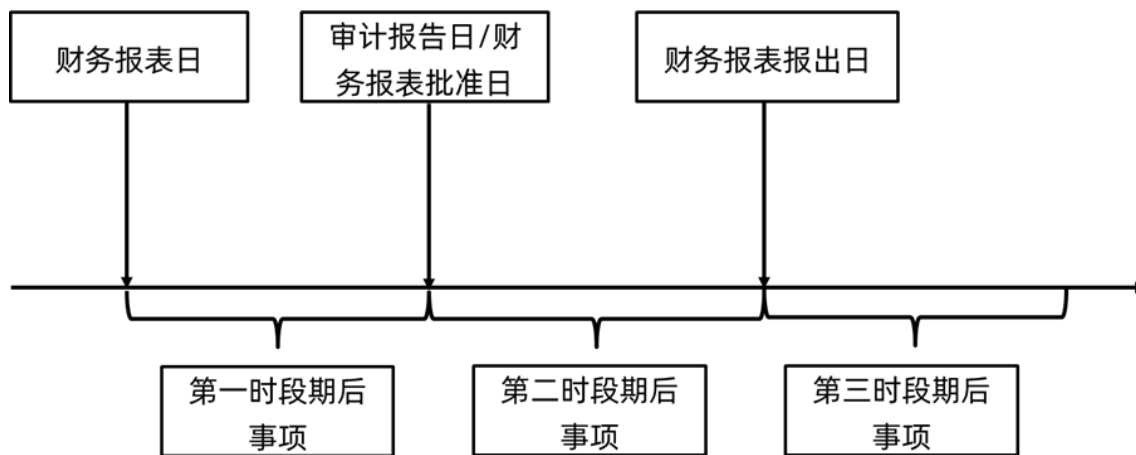 财务报表日
审计报告日/财
务报表批准日
财务报表报出日
第一时段期后
事项
第二时段期后
事项
第三时段期后
事项